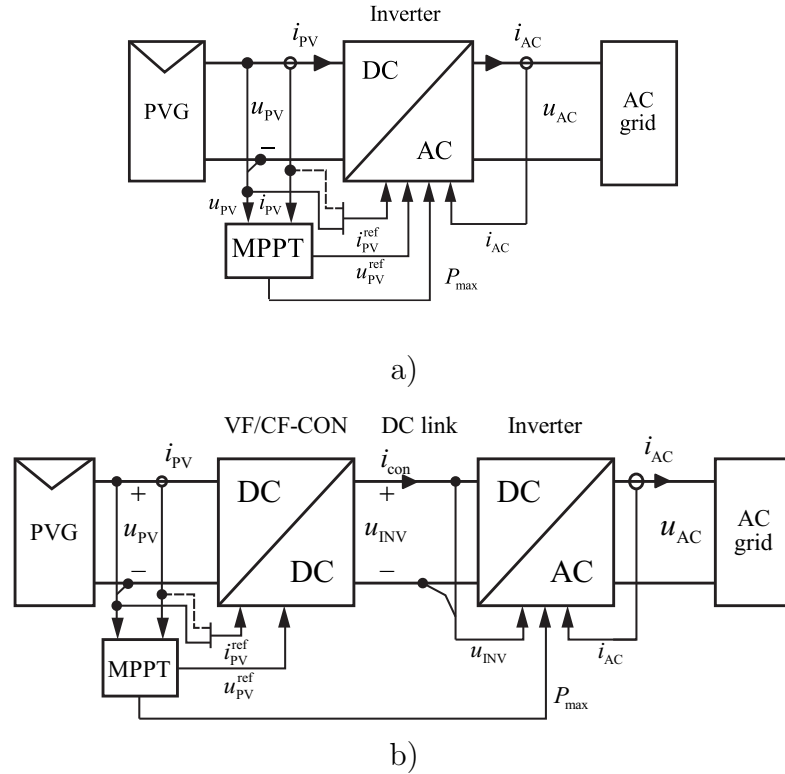 Inverter
i_PV
i_AC
DC
AC
PVG
u_PV
−
u_AC
AC
grid
u_PV
i_PV
MPPT
i_PV^ref
u_PV^ref
i_AC
P_max
a)
VF/CF-CON
DC link
Inverter
i_PV
i_con
i_AC
DC
DC
DC
AC
PVG
+
u_PV
−
+
u_INV
−
u_AC
AC
grid
MPPT
i_PV^ref
u_PV^ref
u_INV
i_AC
P_max
b)